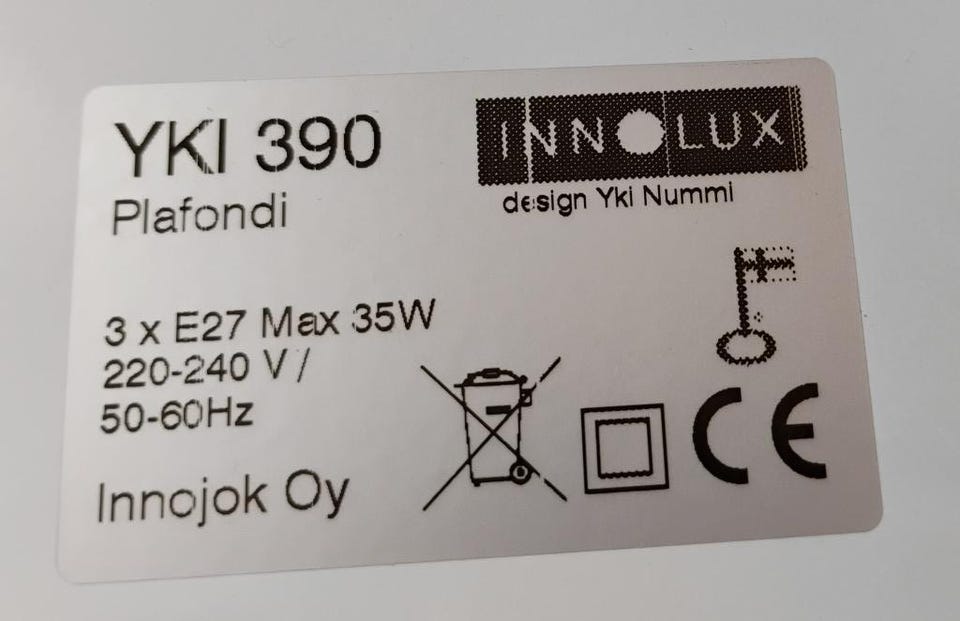 YKI 390
Plafondi
INNOLUX
design Yki Nummi
3 x E27 Max 35W
220-240 V /
50-60Hz
Innojok Oy
CE